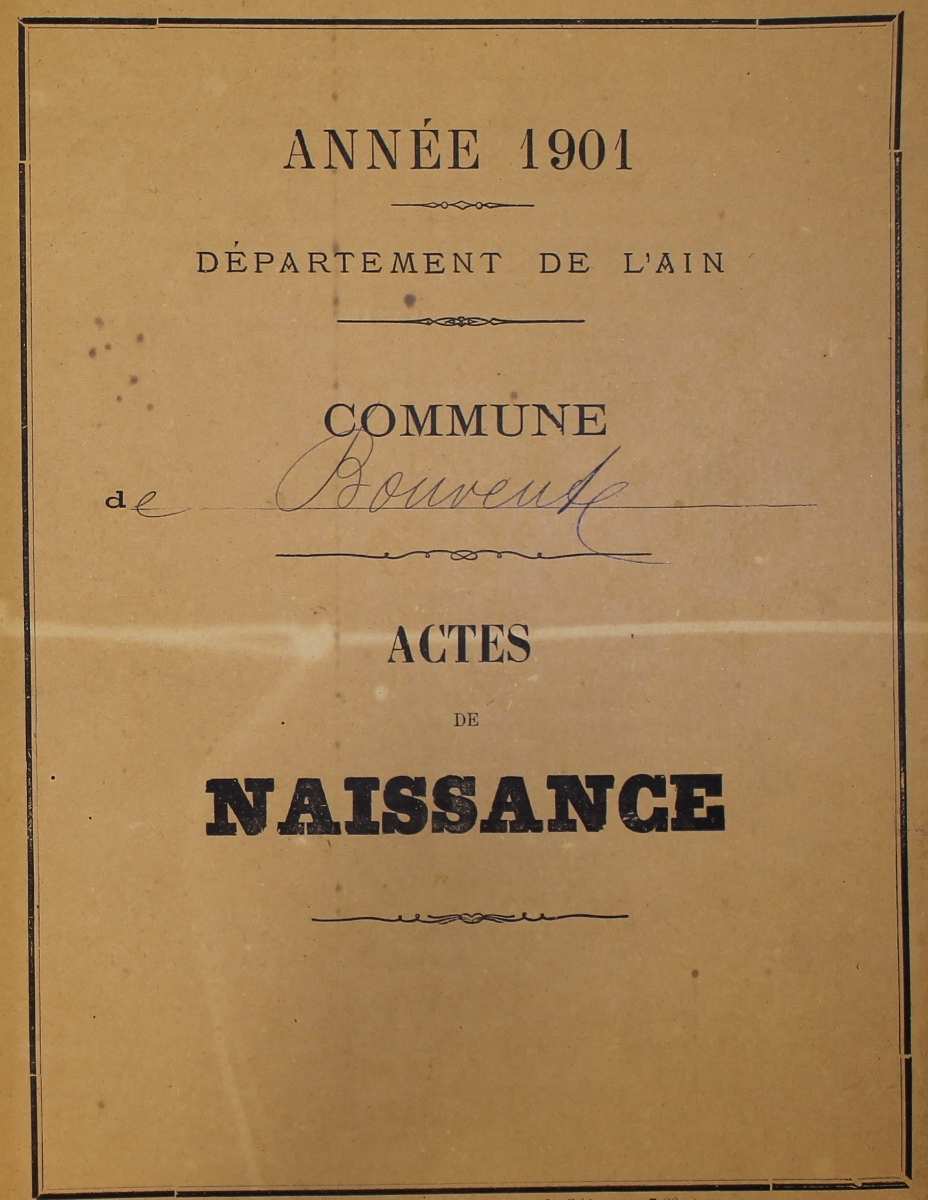 ANNÉE 1901
DÉPARTEMENT DE L'AIN
COMMUNE
de Bouvent
ACTES
DE
NAISSANCE